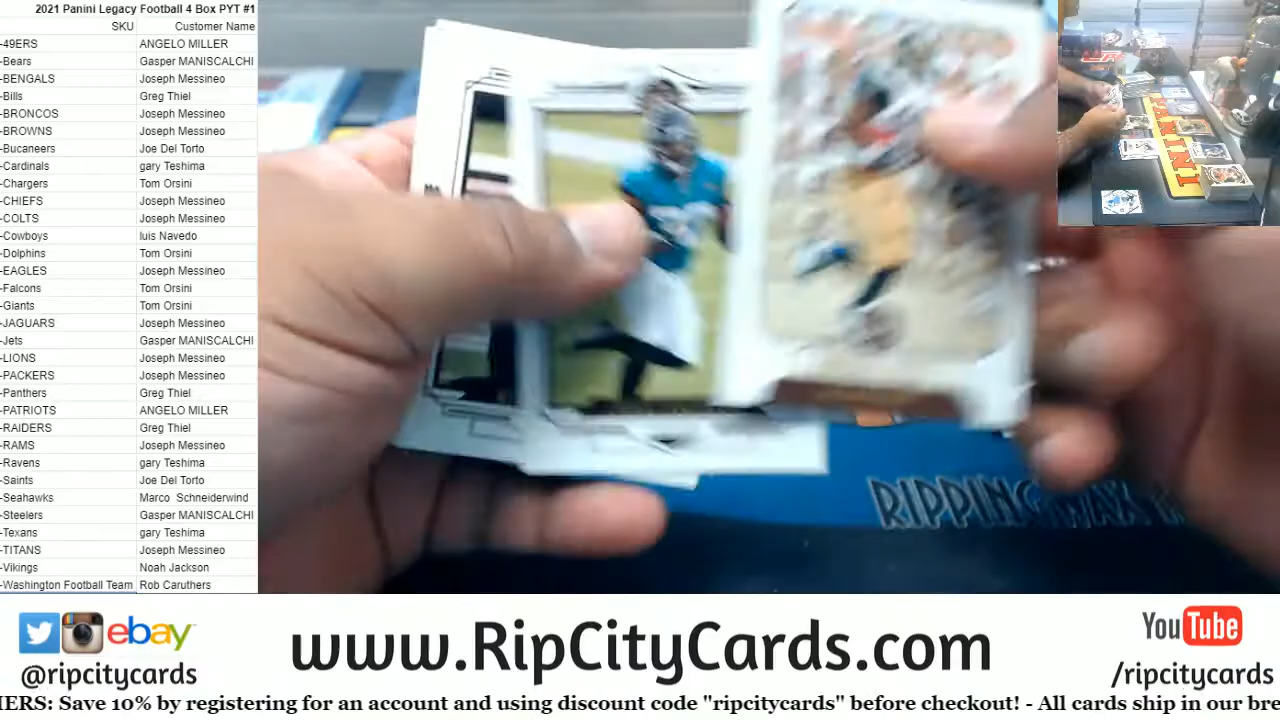 2021 Panini Legacy Football 4 Box PYT #1
SKU Customer Name
-49ERS ANGELO MILLER
-Bears Gasper MANISCALCHI
-BENGALS Joseph Messineo
-Bills Greg Thiel
-BRONCOS Joseph Messineo
-BROWNS Joseph Messineo
-Bucaneers Joe Del Torto
-Cardinals gary Teshima
-Chargers Tom Orsini
-CHIEFS Joseph Messineo
-COLTS Joseph Messineo
-Cowboys luis Navedo
-Dolphins Tom Orsini
-EAGLES Joseph Messineo
-Falcons Tom Orsini
-Giants Tom Orsini
-JAGUARS Joseph Messineo
-Jets Gasper MANISCALCHI
-LIONS Joseph Messineo
-PACKERS Joseph Messineo
-Panthers Greg Thiel
-PATRIOTS ANGELO MILLER
-RAIDERS Greg Thiel
-RAMS Joseph Messineo
-Ravens gary Teshima
-Saints Joe Del Torto
-Seahawks Marco Schneiderwind
-Steelers Gasper MANISCALCHI
-Texans gary Teshima
-TITANS Joseph Messineo
-Vikings Noah Jackson
-Washington Football Team Rob Caruthers
PANINI
RIPPING WAX
ebay
@ripcitycards
www.RipCityCards.com
YouTube
/ripcitycards
IERS: Save 10% by registering for an account and using discount code "ripcitycards" before checkout! - All cards ship in our bre